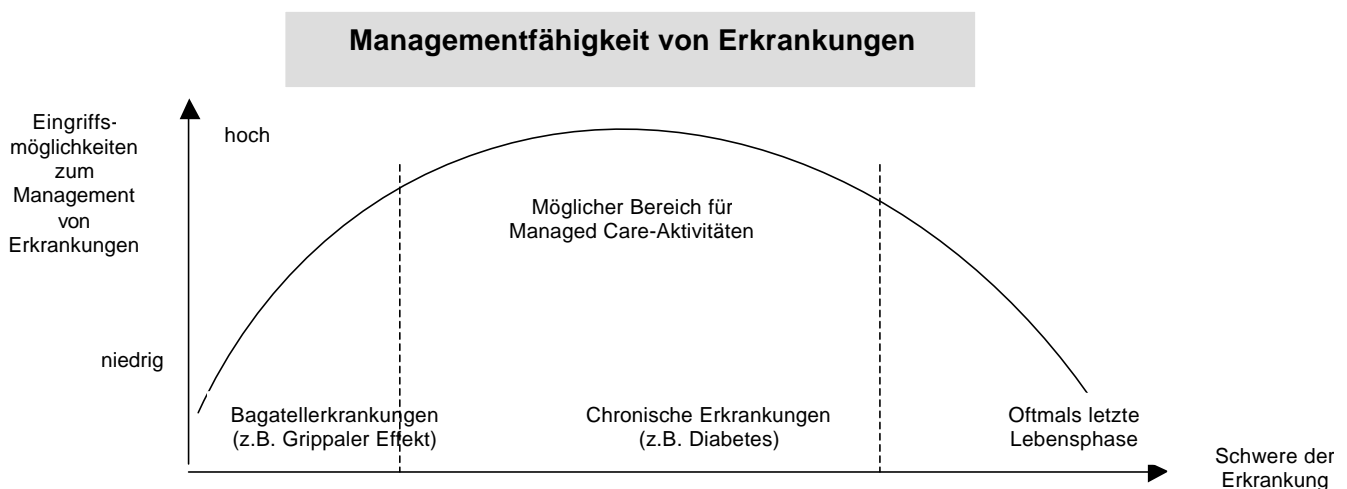 Managementfähigkeit von Erkrankungen
Eingriffs-
möglichkeiten
zum
Management
von
Erkrankungen
hoch
Möglicher Bereich für
Managed Care-Aktivitäten
niedrig
Bagatellerkrankungen
(z.B. Grippaler Effekt)
Chronische Erkrankungen
(z.B. Diabetes)
Oftmals letzte
Lebensphase
Schwere der
Erkrankung